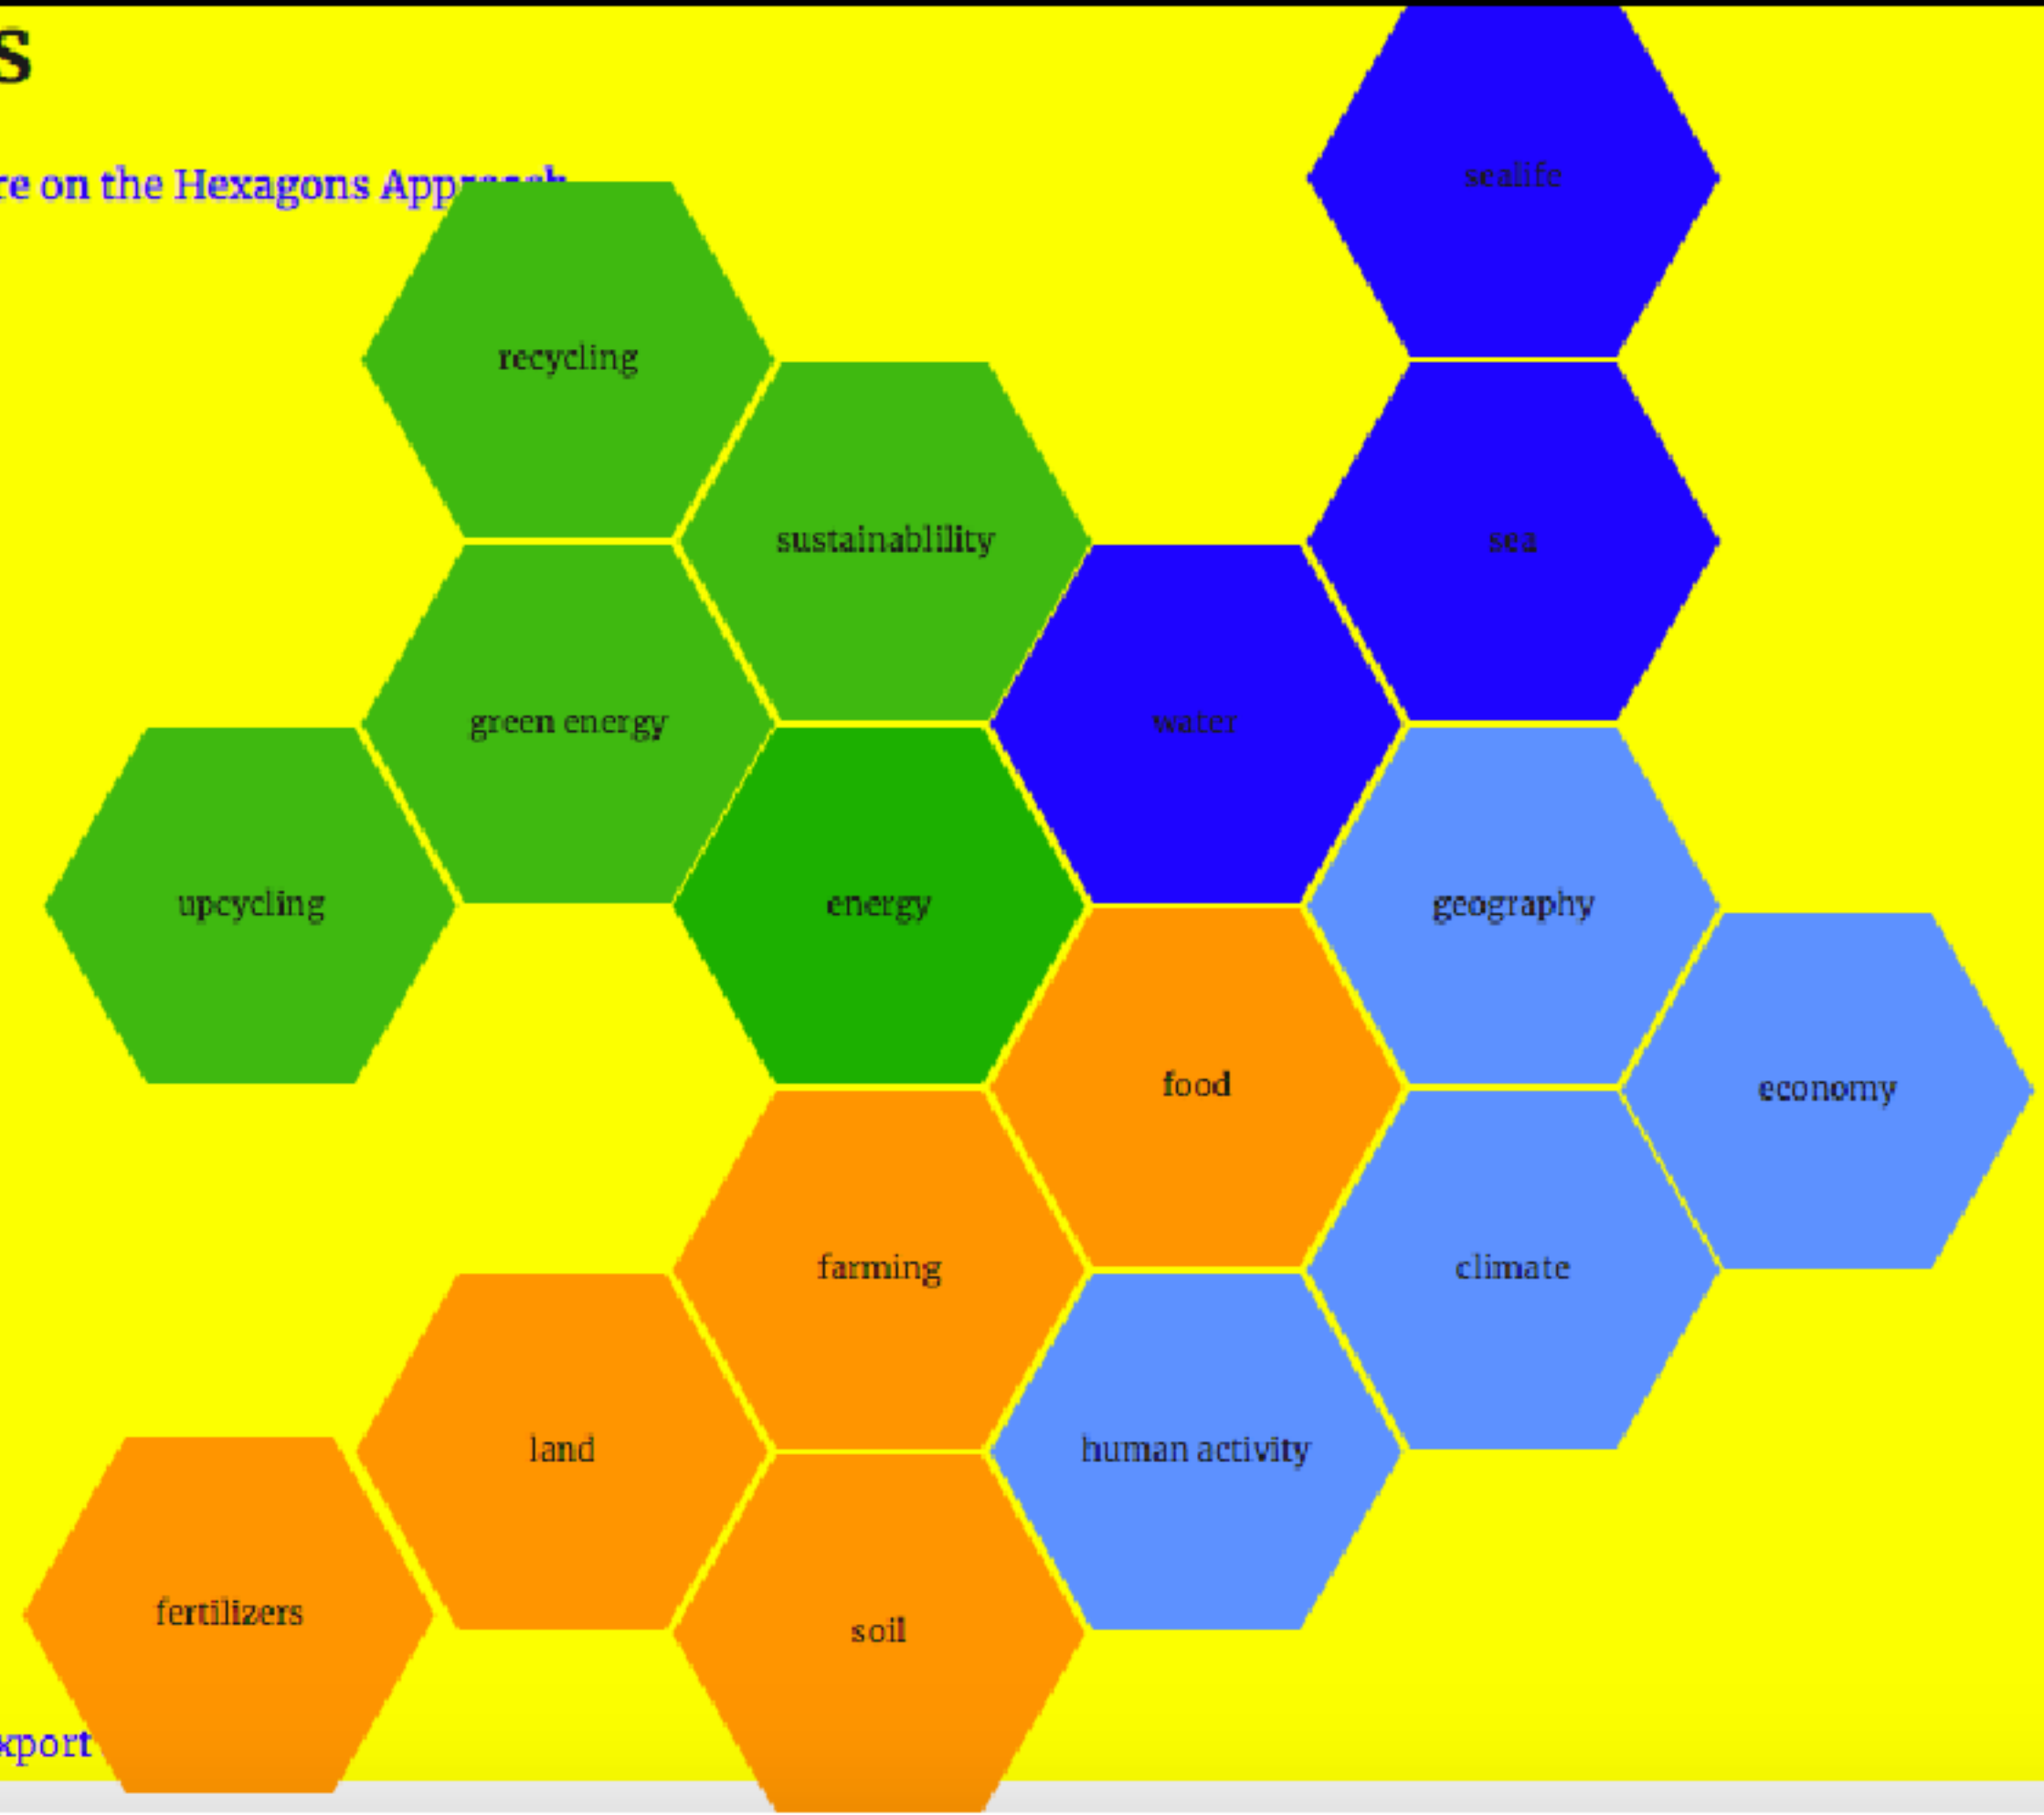 s
re on the Hexagons Approach
sealife
recycling
sustainablility
sea
green energy
water
upcycling
energy
geography
food
economy
farming
climate
land
human activity
fertilizers
soil
xport